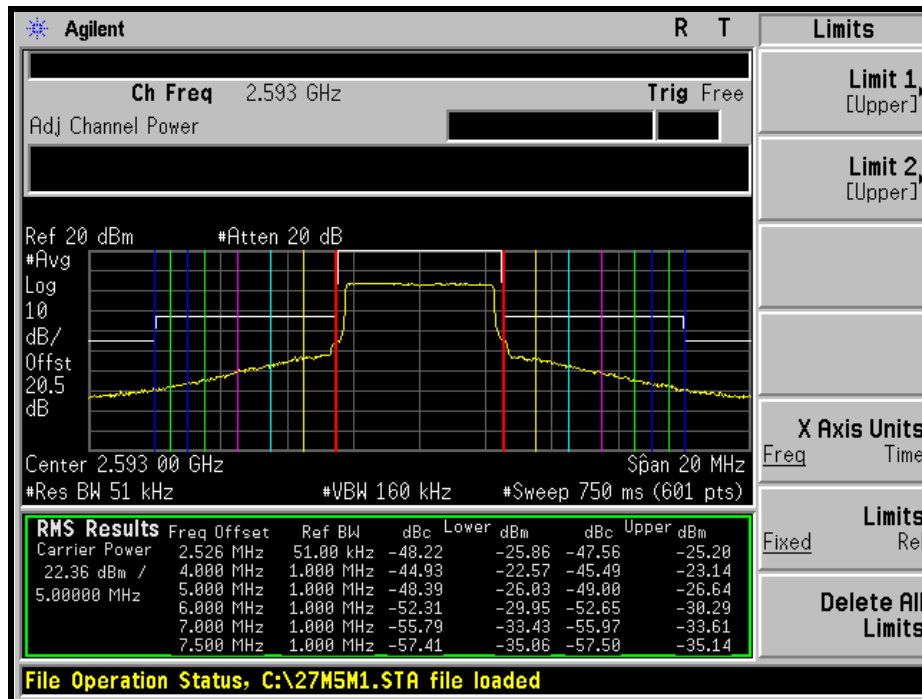 Agilent R T Limits
Limit 1
[Upper]
Ch Freq 2.593 GHz Trig Free
Adj Channel Power
Limit 2
[Upper]
Ref 20 dBm #Atten 20 dB
#Avg
Log
10
dB/
Offst
20.5
dB
Center 2.593 00 GHz Span 20 MHz
#Res BW 51 kHz #VBW 160 kHz #Sweep 750 ms (601 pts)
X Axis Units
Freq Time
Limits
Fixed Rel
Delete All
Limits
RMS Results Freq Offset Ref BW dBc Lower dBm dBc Upper dBm
Carrier Power 2.526 MHz 51.00 kHz -48.22 -25.86 -47.56 -25.20
22.36 dBm / 4.000 MHz 1.000 MHz -44.93 -22.57 -45.49 -23.14
5.00000 MHz 5.000 MHz 1.000 MHz -48.39 -26.03 -49.00 -26.64
6.000 MHz 1.000 MHz -52.31 -29.95 -52.65 -30.29
7.000 MHz 1.000 MHz -55.79 -33.43 -55.97 -33.61
7.500 MHz 1.000 MHz -57.41 -35.06 -57.50 -35.14
File Operation Status, C:\27M5M1.STA file loaded